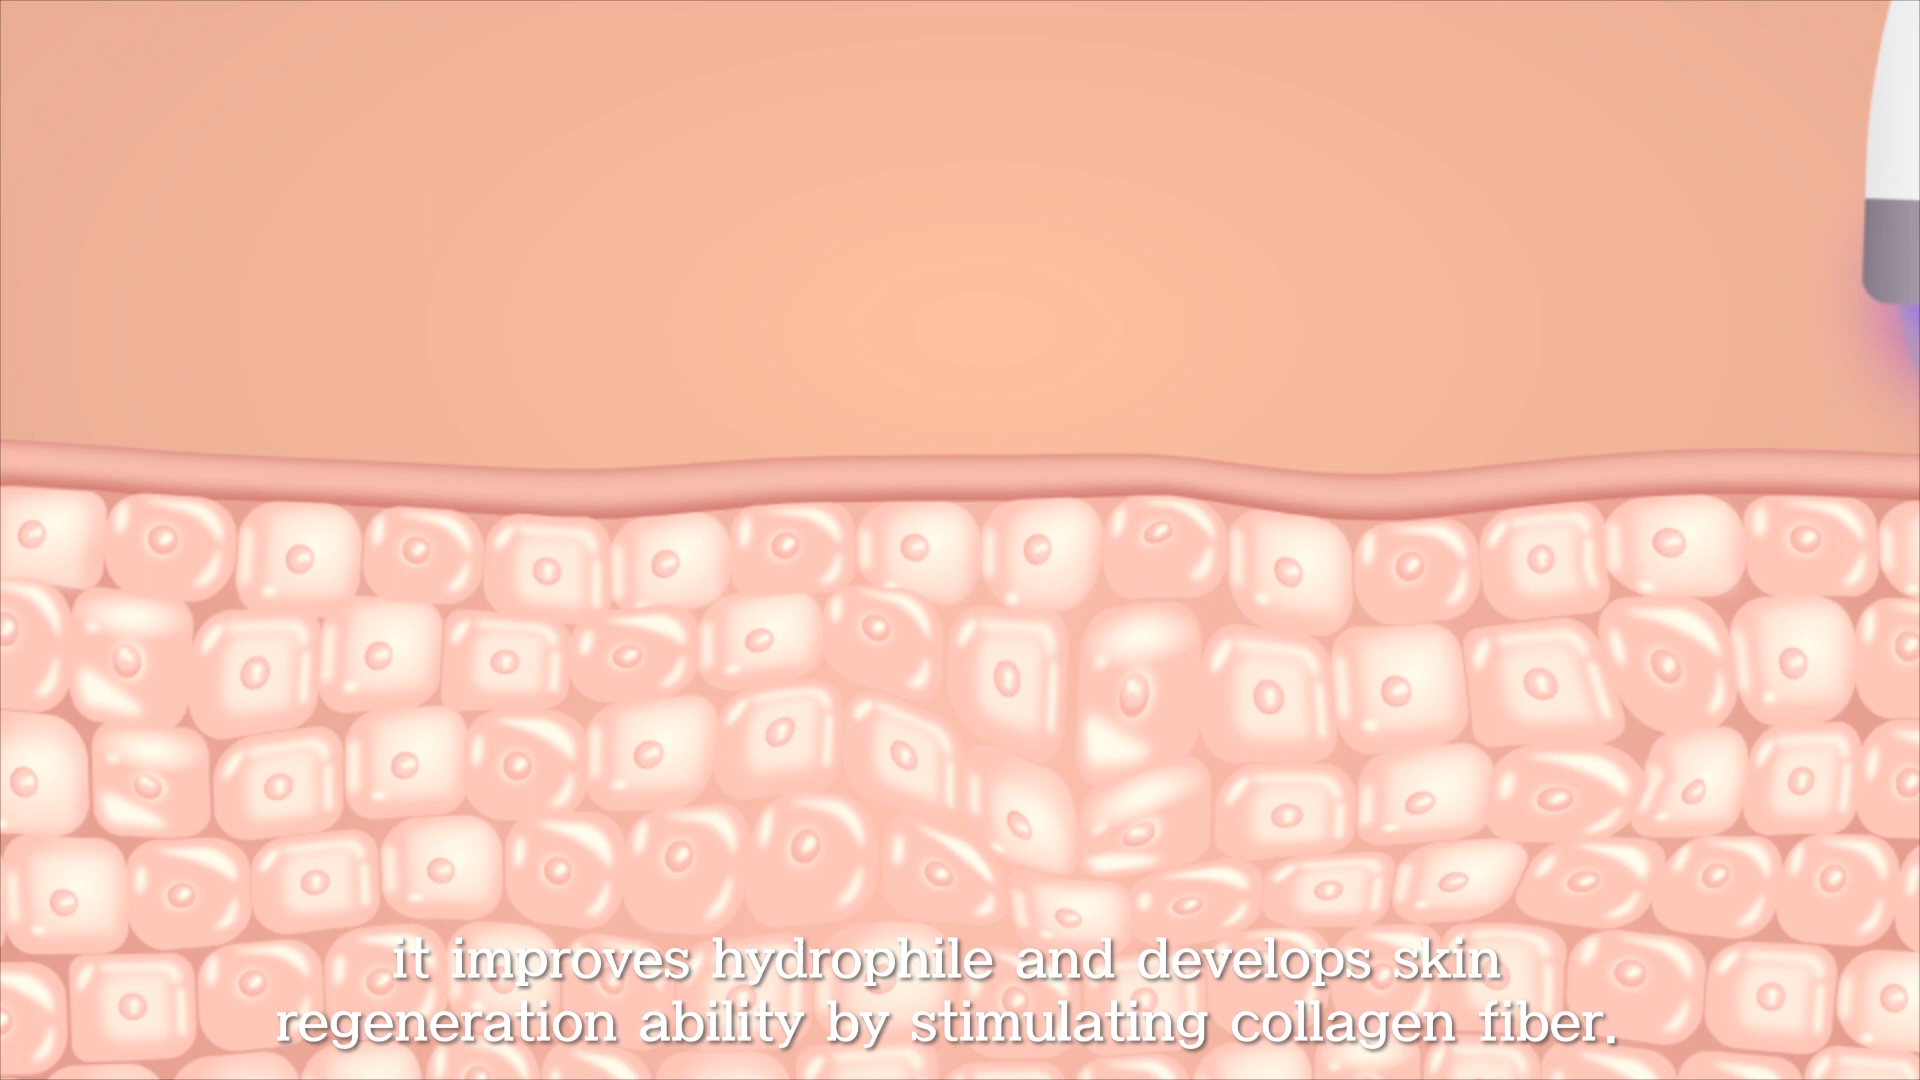 it improves hydrophile and develops skin
regeneration ability by stimulating collagen fiber.